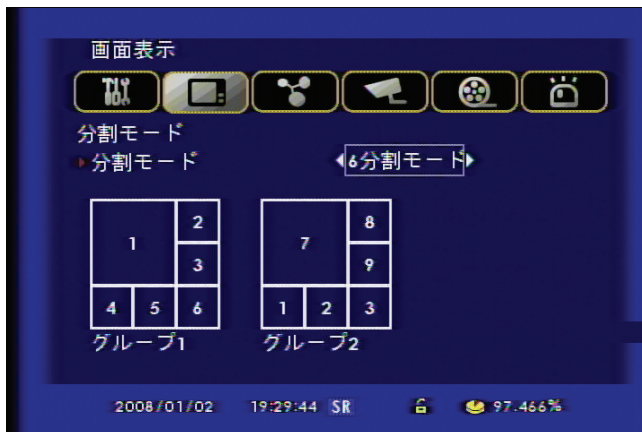 画面表示
分割モード
分割モード 6分割モード
1 2 3 4 5 6
7 8 9 1 2 3
グループ1 グループ2
2008/01/02 19:29:44 SR 97.466%